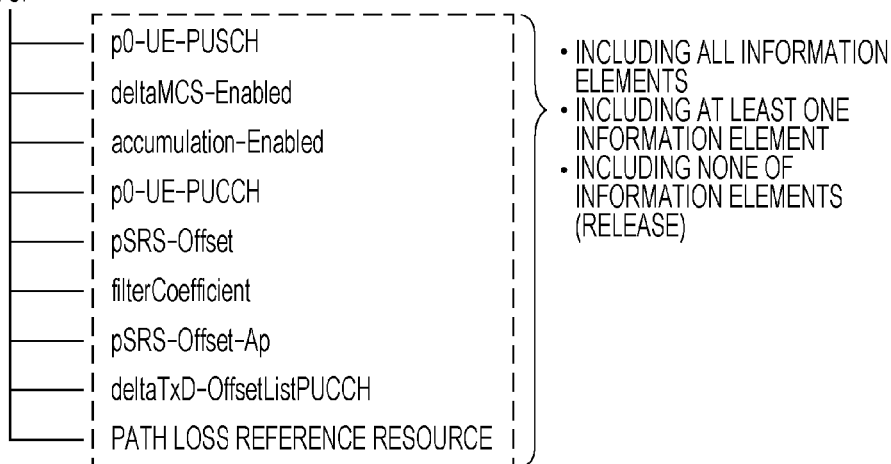 p0-UE-PUSCH
deltaMCS-Enabled
accumulation-Enabled
p0-UE-PUCCH
pSRS-Offset
filterCoefficient
pSRS-Offset-Ap
deltaTxD-OffsetListPUCCH
PATH LOSS REFERENCE RESOURCE
• INCLUDING ALL INFORMATION
ELEMENTS
• INCLUDING AT LEAST ONE
INFORMATION ELEMENT
• INCLUDING NONE OF
INFORMATION ELEMENTS
(RELEASE)